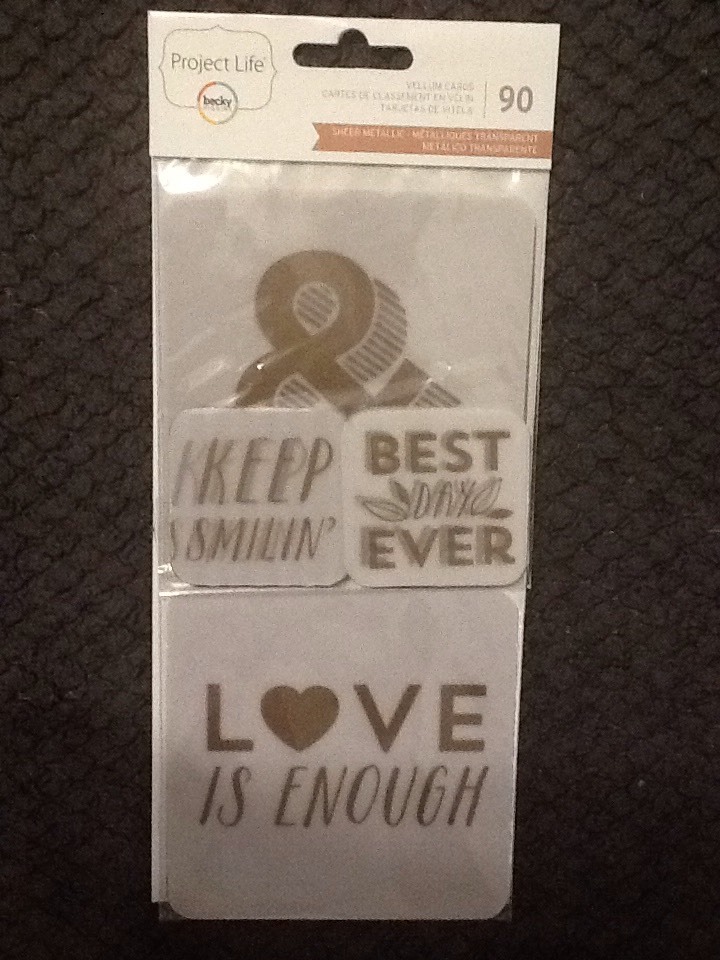 Project Life
becky
VELLUM CARDS
CARTES DE CLASSEMENT EN VÉLIN
TARJETAS DE VITELA
90
SHEER METALLIC • MÉTALLIQUES TRANSPARENT
METÁLICO TRANSPARENTE
&
KEEP
SMILIN'
BEST
DAY
EVER
L♥VE
IS ENOUGH